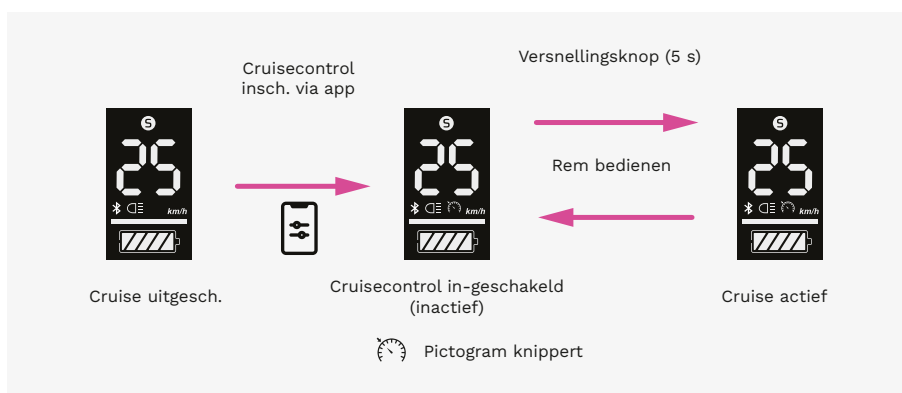 Versnellingsknop (5 s)
Cruisecontrol
insch. via app
S
25
km/h
S
25
km/h
Rem bedienen
S
25
km/h
Cruise uitgesch.
Cruisecontrol in-geschakeld
(inactief)
Cruise actief
Pictogram knippert